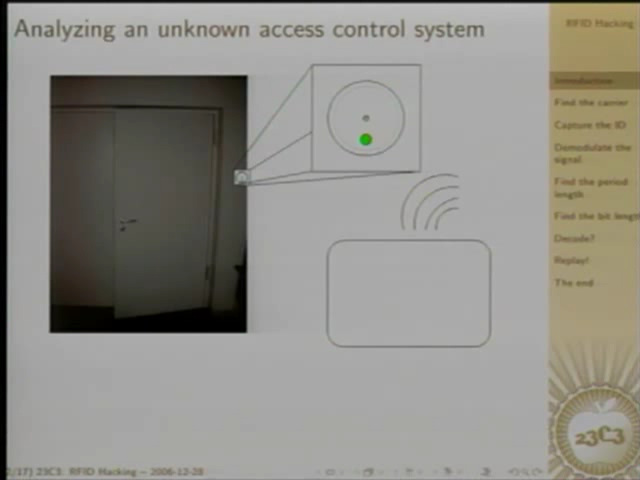 Analyzing an unknown access control system
RFID Hacking
Introduction
Find the carrier
Capture the ID
Demodulate the
signal
Find the period
length
Find the bit length
Decode?
Replay!
The end
23C3
/17) 23C3: RFID Hacking – 2006-12-28